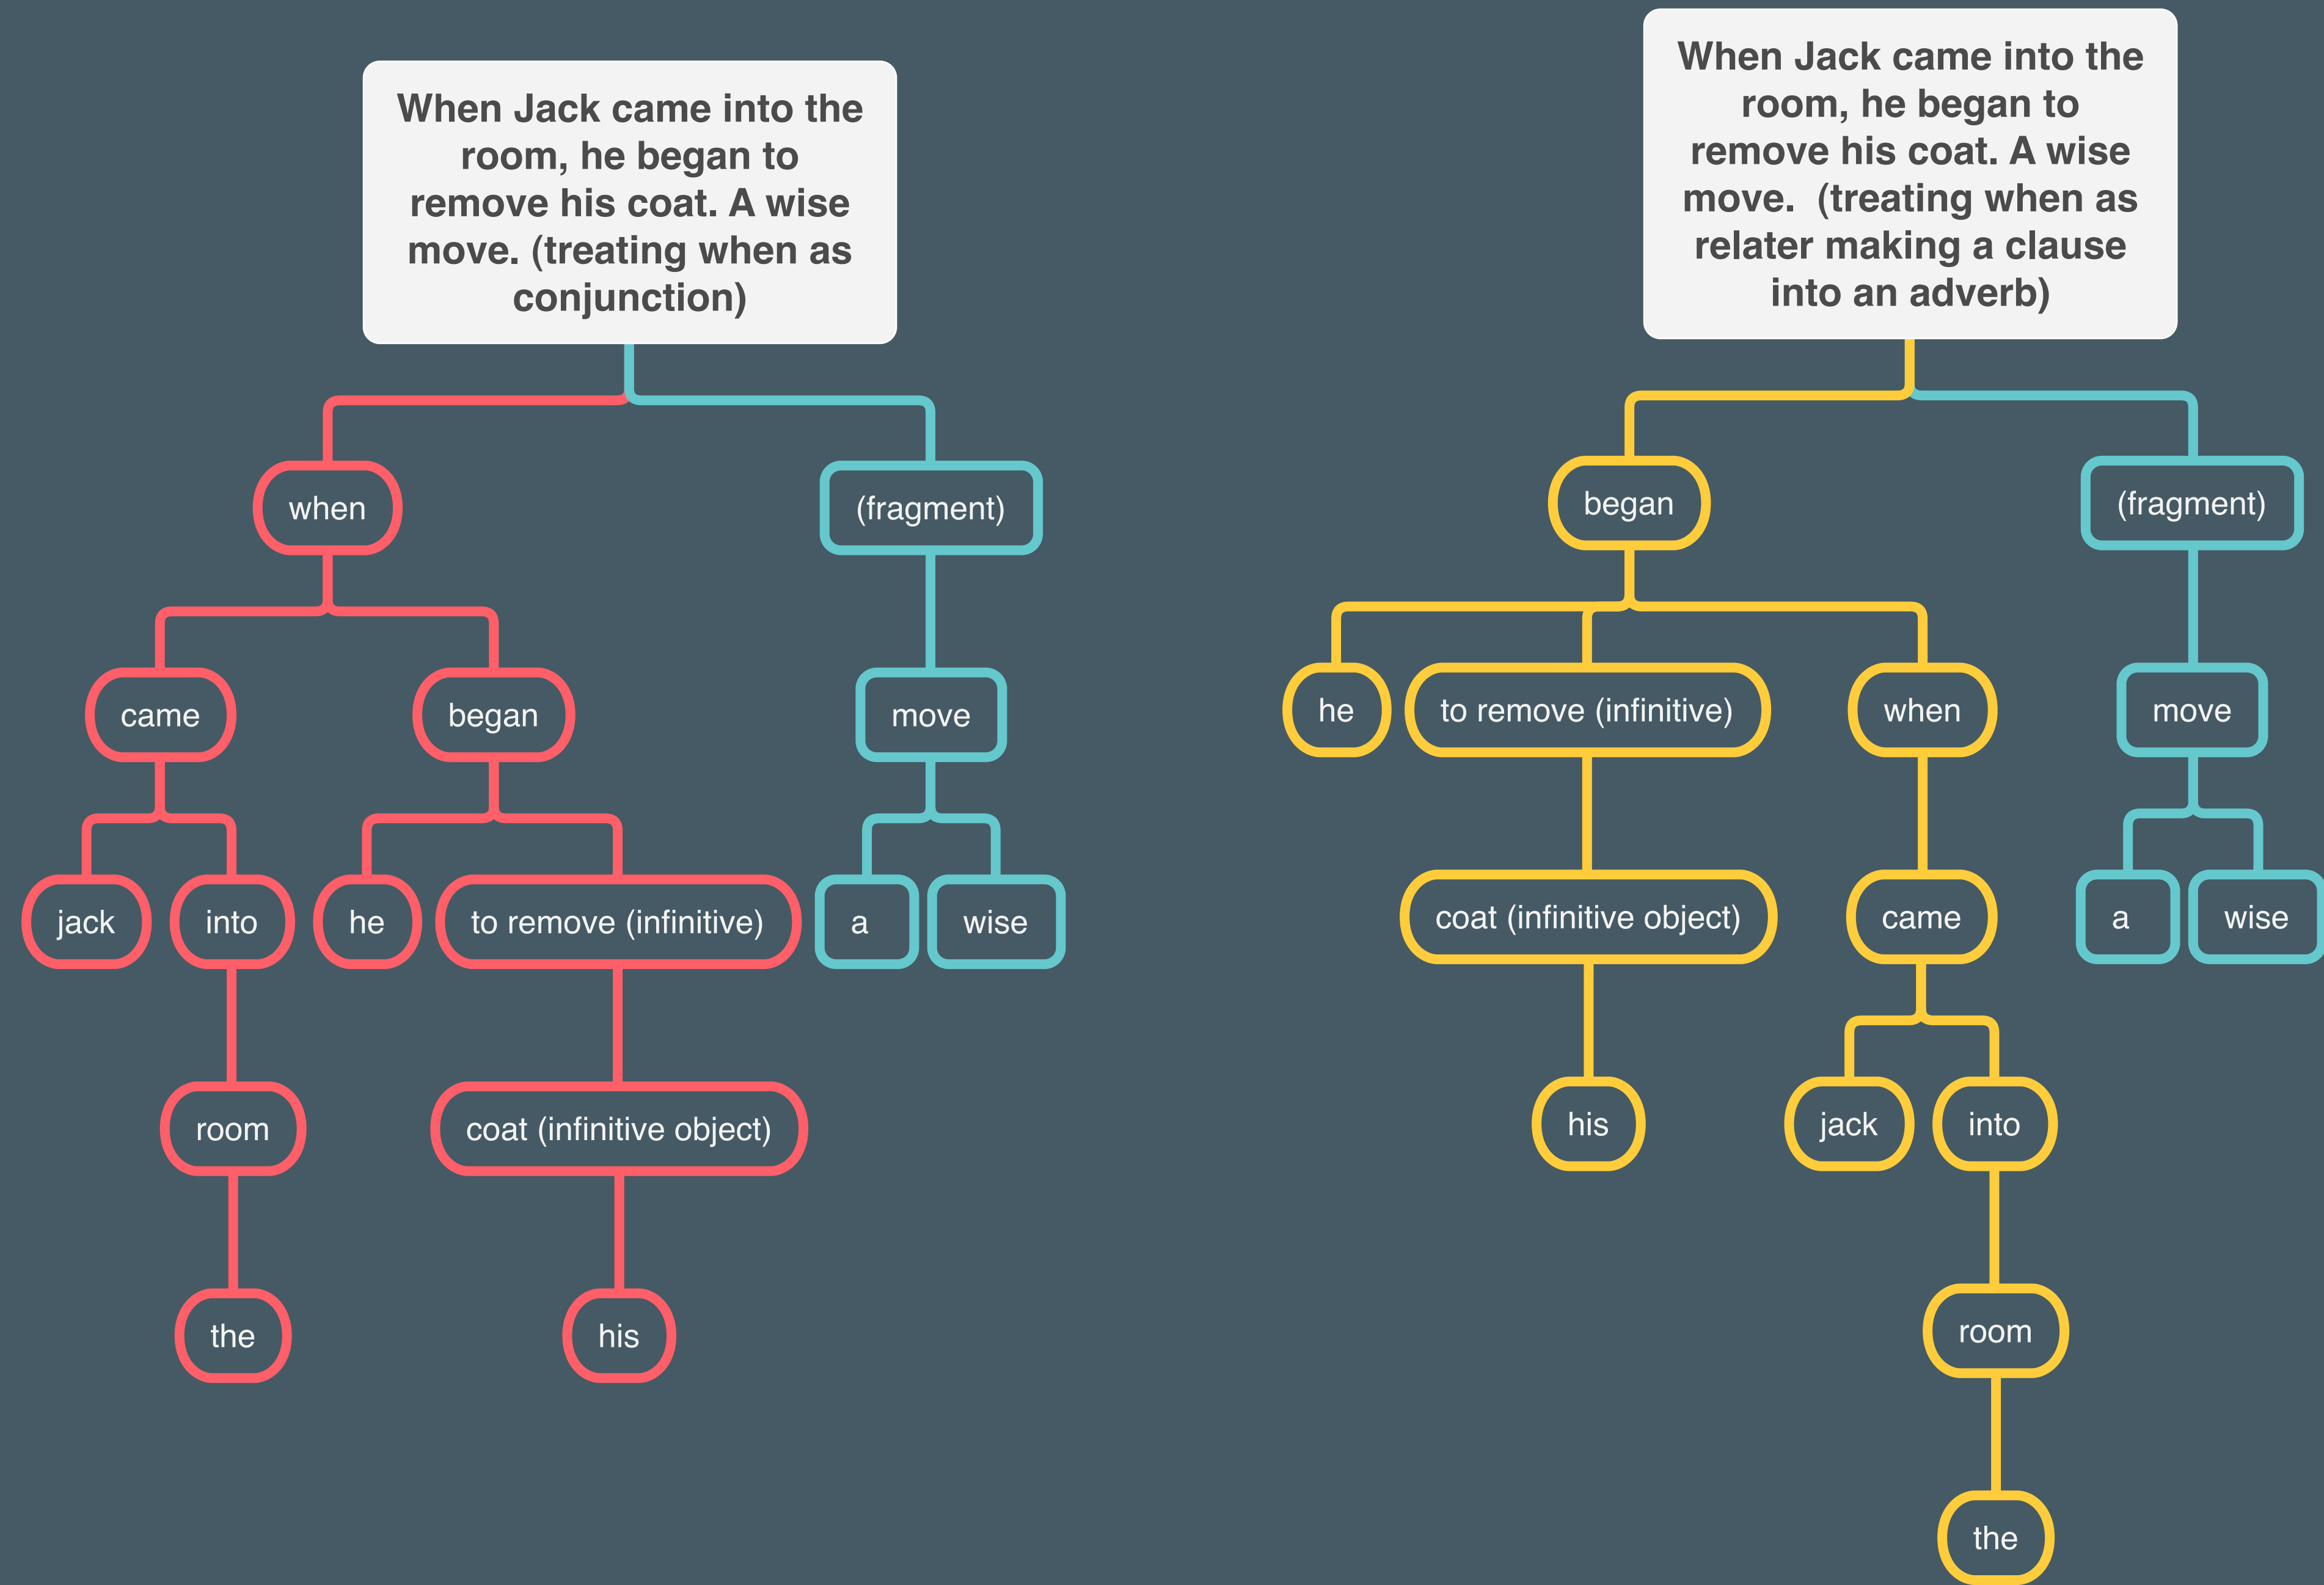 When Jack came into the
room, he began to
remove his coat. A wise
move. (treating when as
conjunction)
when
(fragment)
came
began
move
jack
into
he
to remove (infinitive)
a
wise
room
coat (infinitive object)
the
his
When Jack came into the
room, he began to
remove his coat. A wise
move.  (treating when as
relater making a clause
into an adverb)
began
(fragment)
he
to remove (infinitive)
when
move
coat (infinitive object)
came
a
wise
his
jack
into
room
the